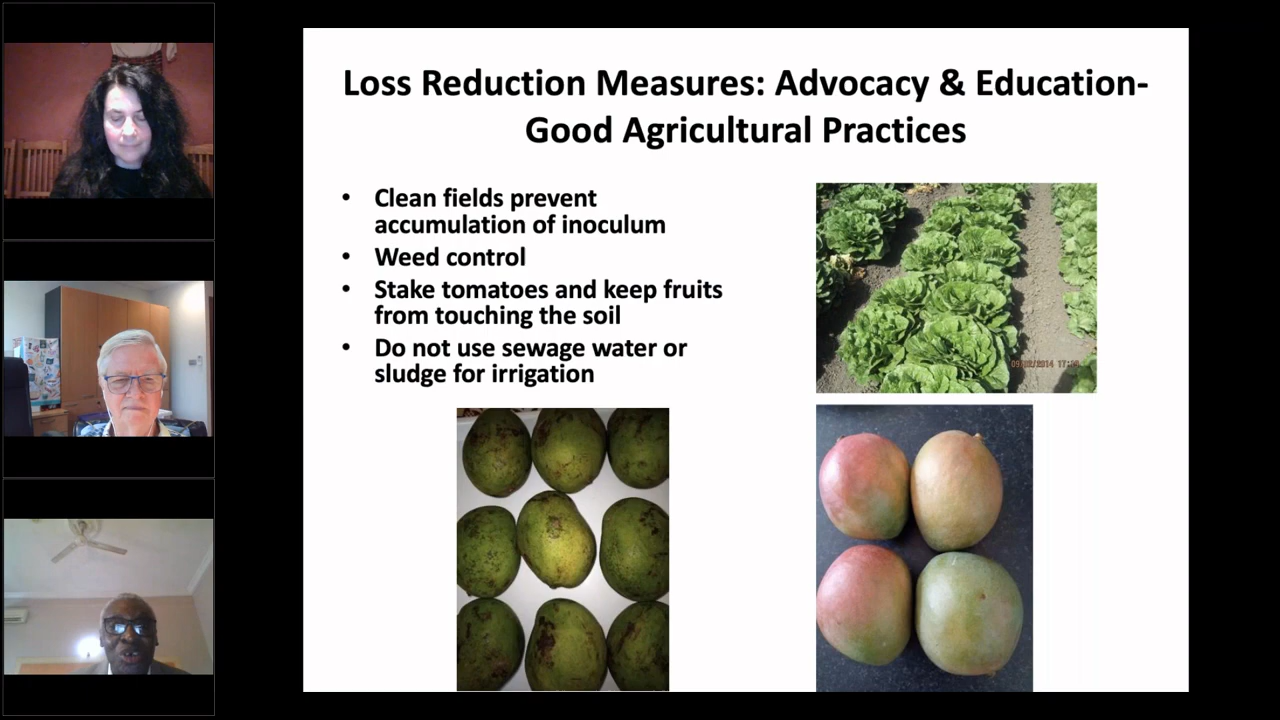 Loss Reduction Measures: Advocacy & Education-
Good Agricultural Practices
• Clean fields prevent
accumulation of inoculum
• Weed control
• Stake tomatoes and keep fruits
from touching the soil
• Do not use sewage water or
sludge for irrigation